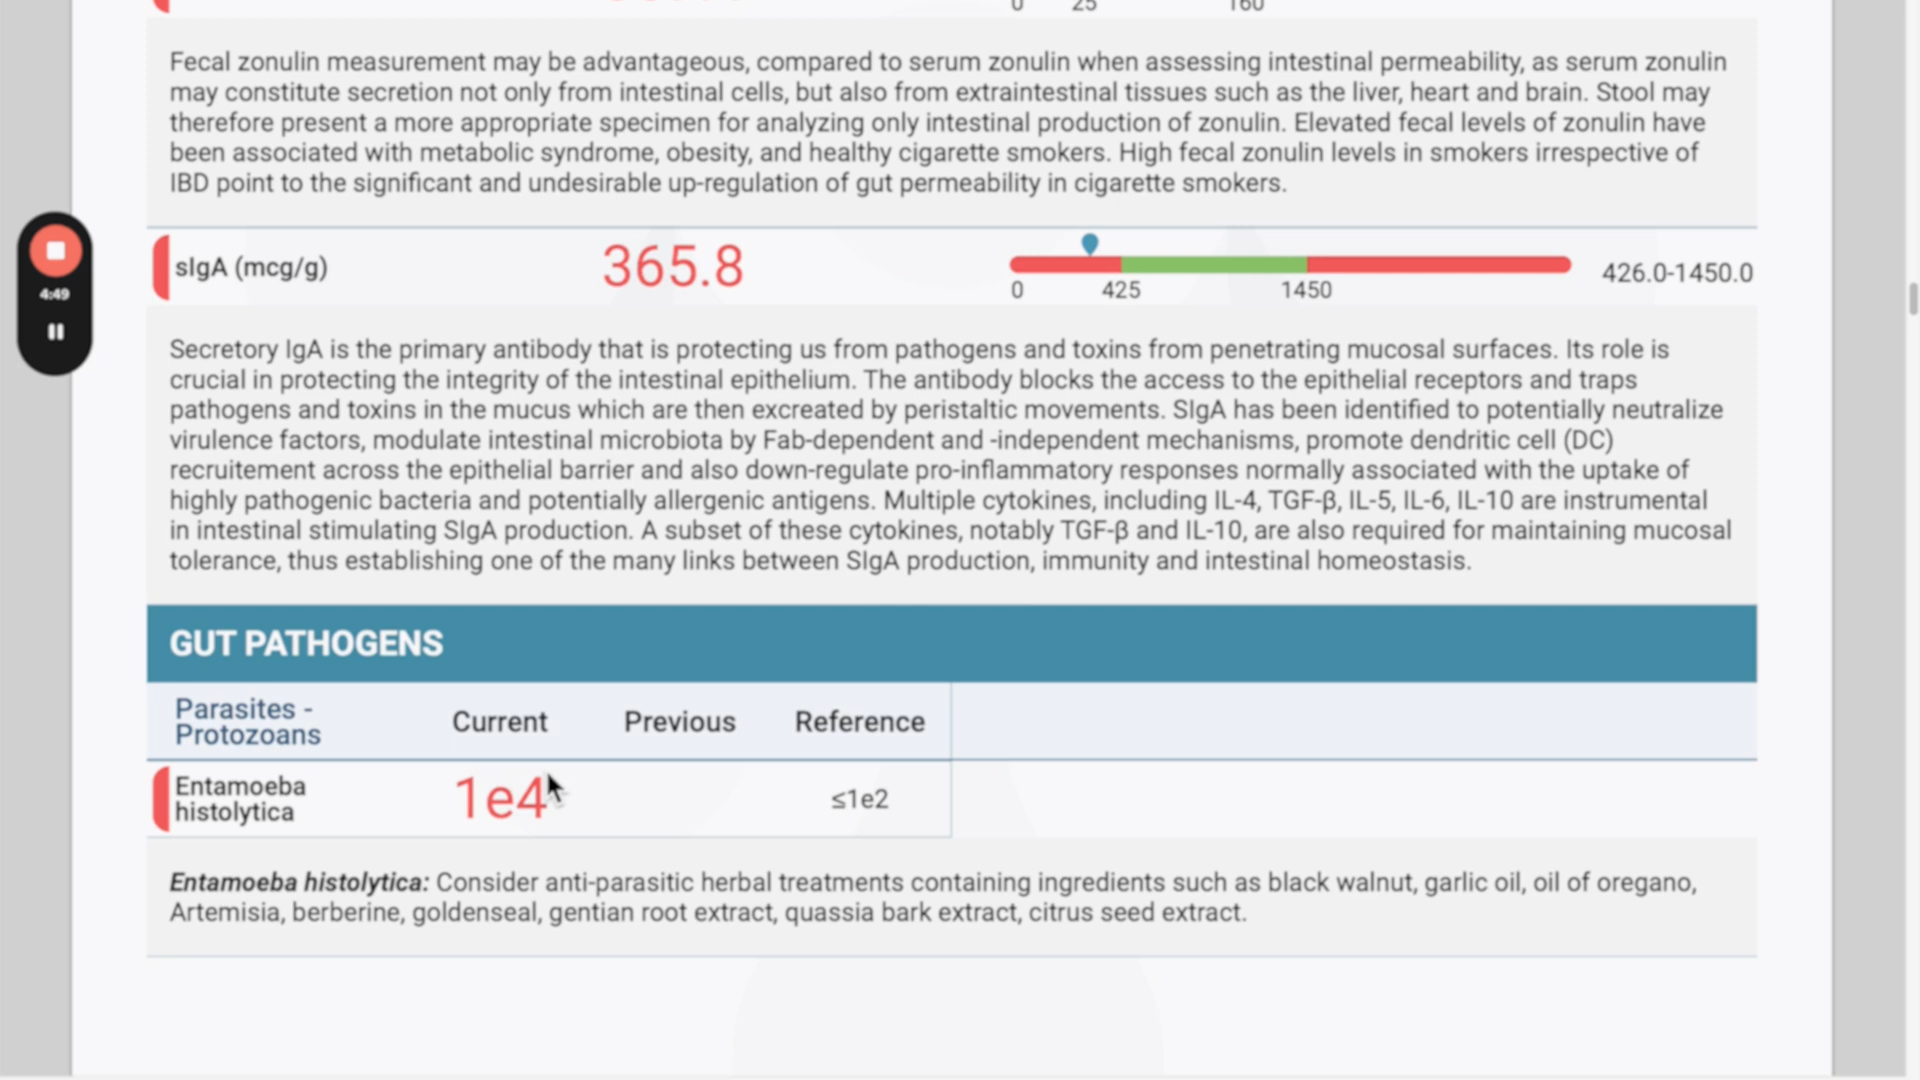 0 25 160
Fecal zonulin measurement may be advantageous, compared to serum zonulin when assessing intestinal permeability, as serum zonulin
may constitute secretion not only from intestinal cells, but also from extraintestinal tissues such as the liver, heart and brain. Stool may
therefore present a more appropriate specimen for analyzing only intestinal production of zonulin. Elevated fecal levels of zonulin have
been associated with metabolic syndrome, obesity, and healthy cigarette smokers. High fecal zonulin levels in smokers irrespective of
IBD point to the significant and undesirable up-regulation of gut permeability in cigarette smokers.
4:49
sIgA (mcg/g) 365.8 426.0-1450.0
0 425 1450
Secretory IgA is the primary antibody that is protecting us from pathogens and toxins from penetrating mucosal surfaces. Its role is
crucial in protecting the integrity of the intestinal epithelium. The antibody blocks the access to the epithelial receptors and traps
pathogens and toxins in the mucus which are then excreated by peristaltic movements. SIgA has been identified to potentially neutralize
virulence factors, modulate intestinal microbiota by Fab-dependent and -independent mechanisms, promote dendritic cell (DC)
recruitement across the epithelial barrier and also down-regulate pro-inflammatory responses normally associated with the uptake of
highly pathogenic bacteria and potentially allergenic antigens. Multiple cytokines, including IL-4, TGF-β, IL-5, IL-6, IL-10 are instrumental
in intestinal stimulating SIgA production. A subset of these cytokines, notably TGF-β and IL-10, are also required for maintaining mucosal
tolerance, thus establishing one of the many links between SIgA production, immunity and intestinal homeostasis.
GUT PATHOGENS
Parasites -
Protozoans
Current Previous Reference
Entamoeba
histolytica
1e4 ≤1e2
Entamoeba histolytica: Consider anti-parasitic herbal treatments containing ingredients such as black walnut, garlic oil, oil of oregano,
Artemisia, berberine, goldenseal, gentian root extract, quassia bark extract, citrus seed extract.